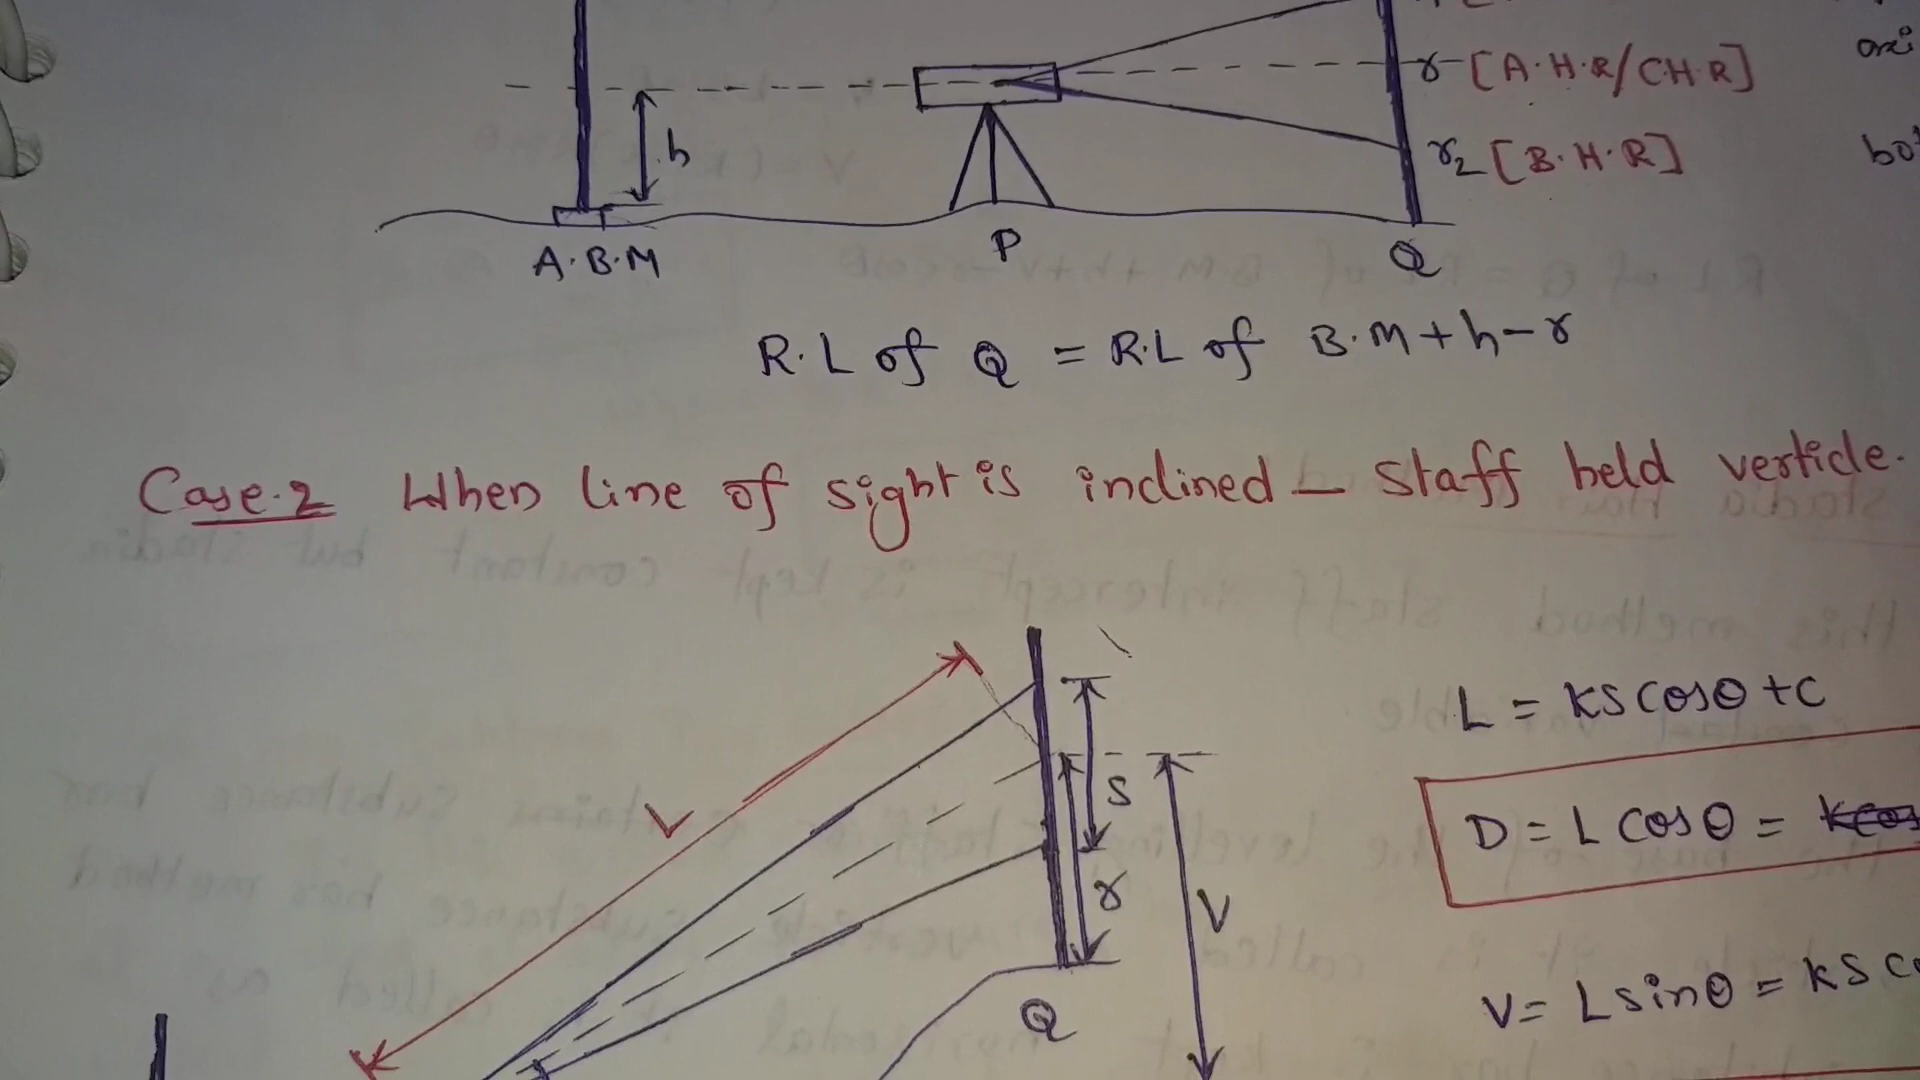 r [A.H.R/C.H.R]
h
r2 [B.H.R]
A.B.M
P
Q
R.L of Q = R.L of B.M + h - r
Case.2 When line of sight is inclined - staff held verticle.
L = KS cosθ + C
S
V
D = L cosθ =
r
V
V = L sinθ = KS co
Q